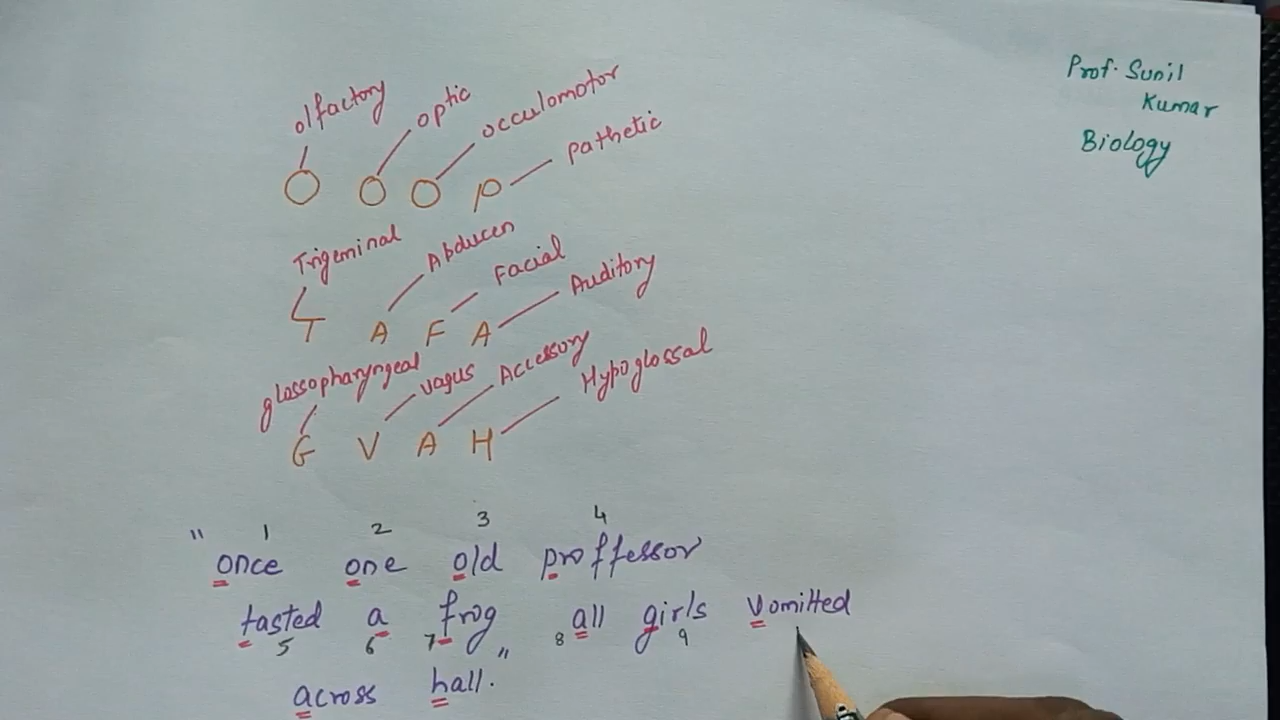 Prof. Sunil
Kumar
Biology
olfactory optic occulomotor pathetic
O O O P
Trigeminal Abducen Facial Auditory
T A F A
glossopharyngeal vagus Accessory Hypoglossal
G V A H
1 2 3 4
"once one old proffessor
tasted a frog" all girls vomitted
5 6 7 8 9
across hall.